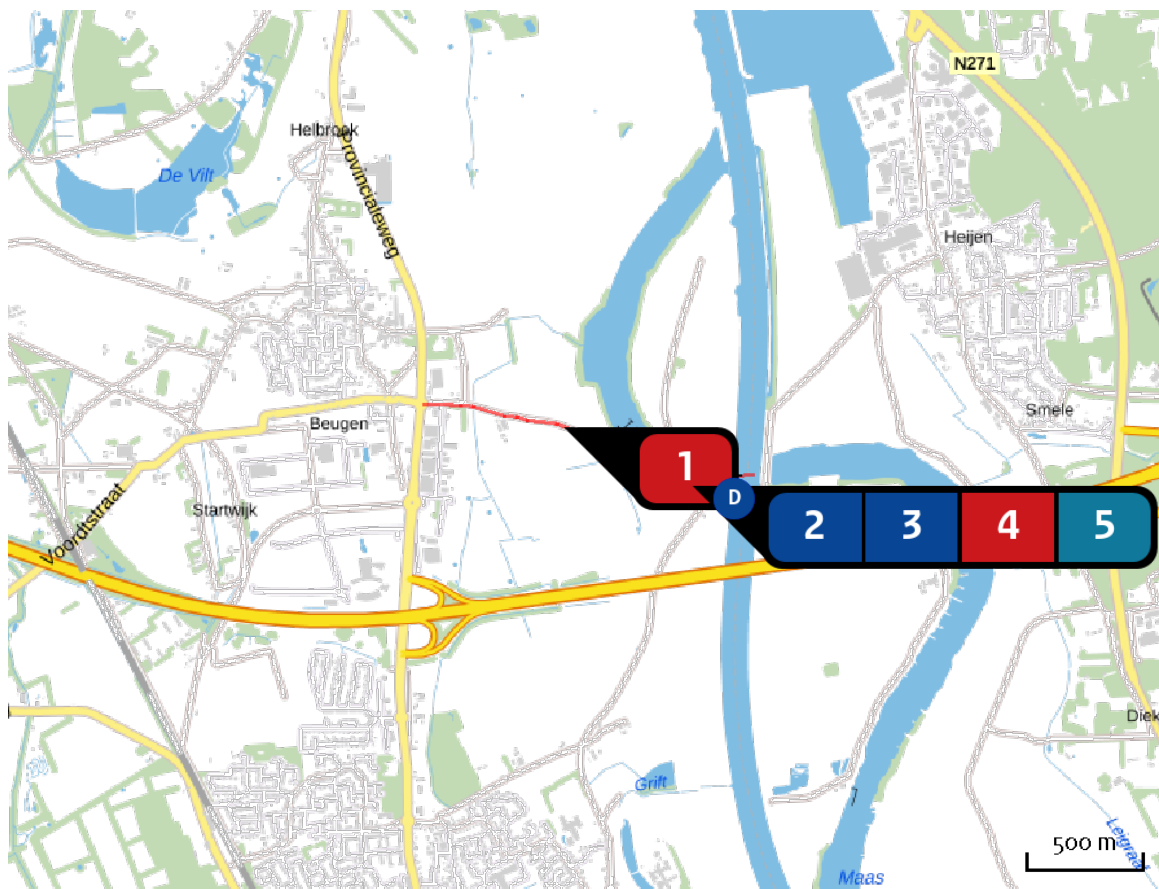 N271
Helbroek
Provincialeweg
De Vilt
Heijen
Smele
Beugen
1
D
2 3 4 5
Startwijk
Voordtstraat
Diek
Grift
500 m
Leigraaf
Maas